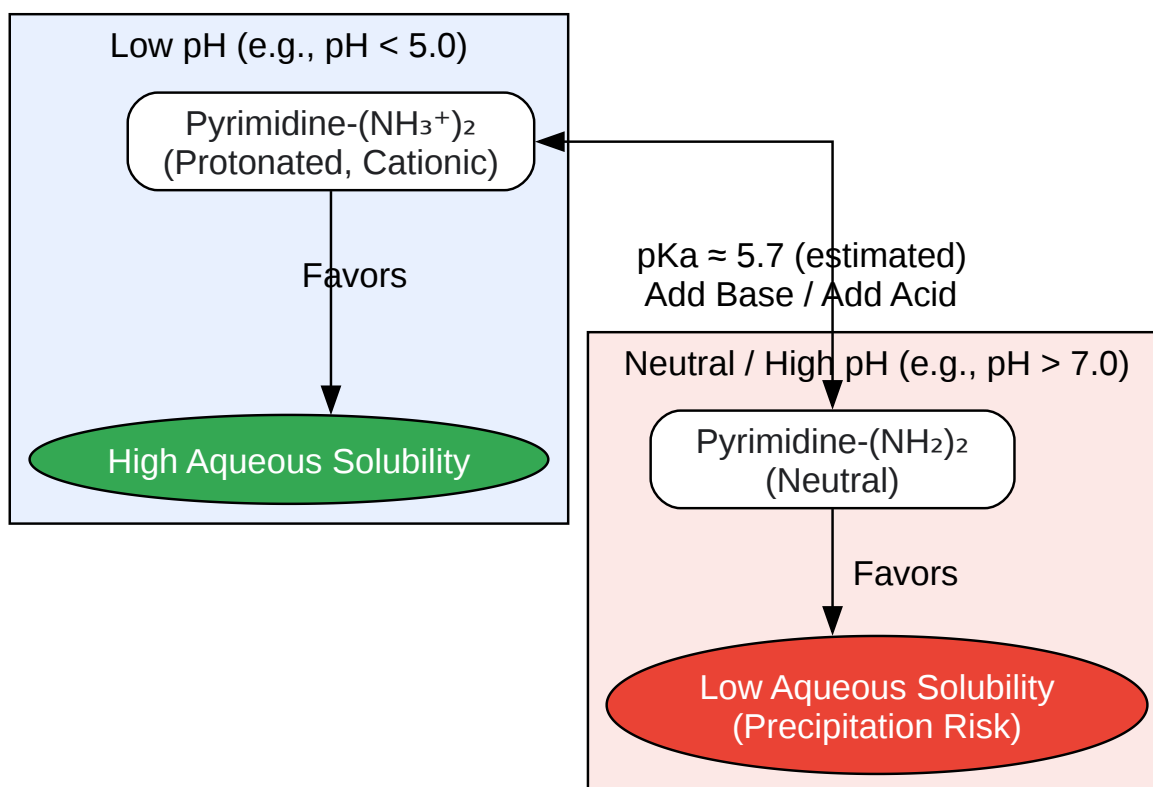 Low pH (e.g., pH < 5.0)
Pyrimidine-(NH₃⁺)₂
(Protonated, Cationic)
Favors
High Aqueous Solubility
pKa ≈ 5.7 (estimated)
Add Base / Add Acid
Neutral / High pH (e.g., pH > 7.0)
Pyrimidine-(NH₂)₂
(Neutral)
Favors
Low Aqueous Solubility
(Precipitation Risk)